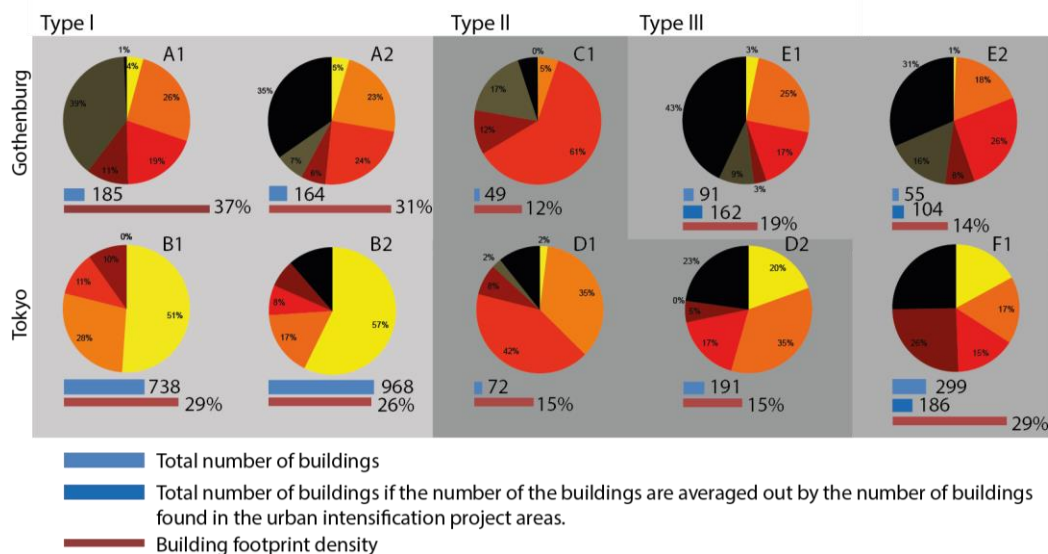 Type I Type II Type III
Gothenburg
A1 A2 C1 E1 E2
1% 4% 26% 19% 11% 39%
5% 23% 24% 6% 7% 35%
0% 5% 61% 12% 17%
3% 25% 17% 3% 9% 43%
1% 18% 26% 8% 16% 31%
185 164 49 91 55
162 104
37% 31% 12% 19% 14%
Tokyo
B1 B2 D1 D2 F1
0% 51% 28% 11% 10%
57% 17% 8%
2% 35% 42% 8% 2%
20% 35% 17% 5% 0% 23%
17% 15% 26%
738 968 72 191 299
186
29% 26% 15% 15% 29%
Total number of buildings
Total number of buildings if the number of the buildings are averaged out by the number of buildings
found in the urban intensification project areas.
Building footprint density